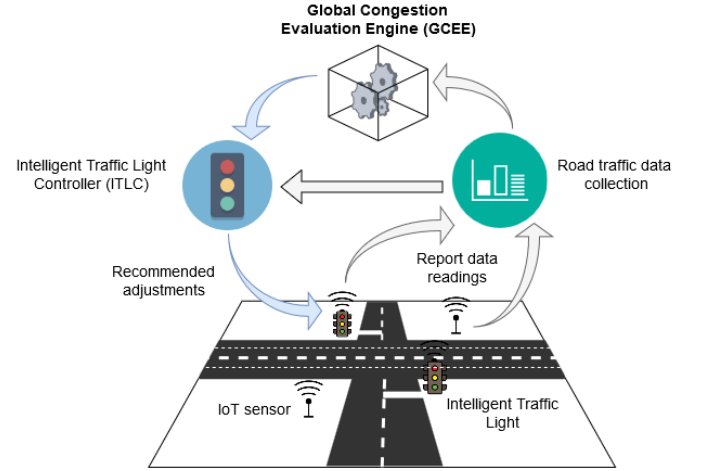 Global Congestion
Evaluation Engine (GCEE)
Intelligent Traffic Light
Controller (ITLC)
Road traffic data
collection
Recommended
adjustments
Report data
readings
IoT sensor
Intelligent Traffic
Light